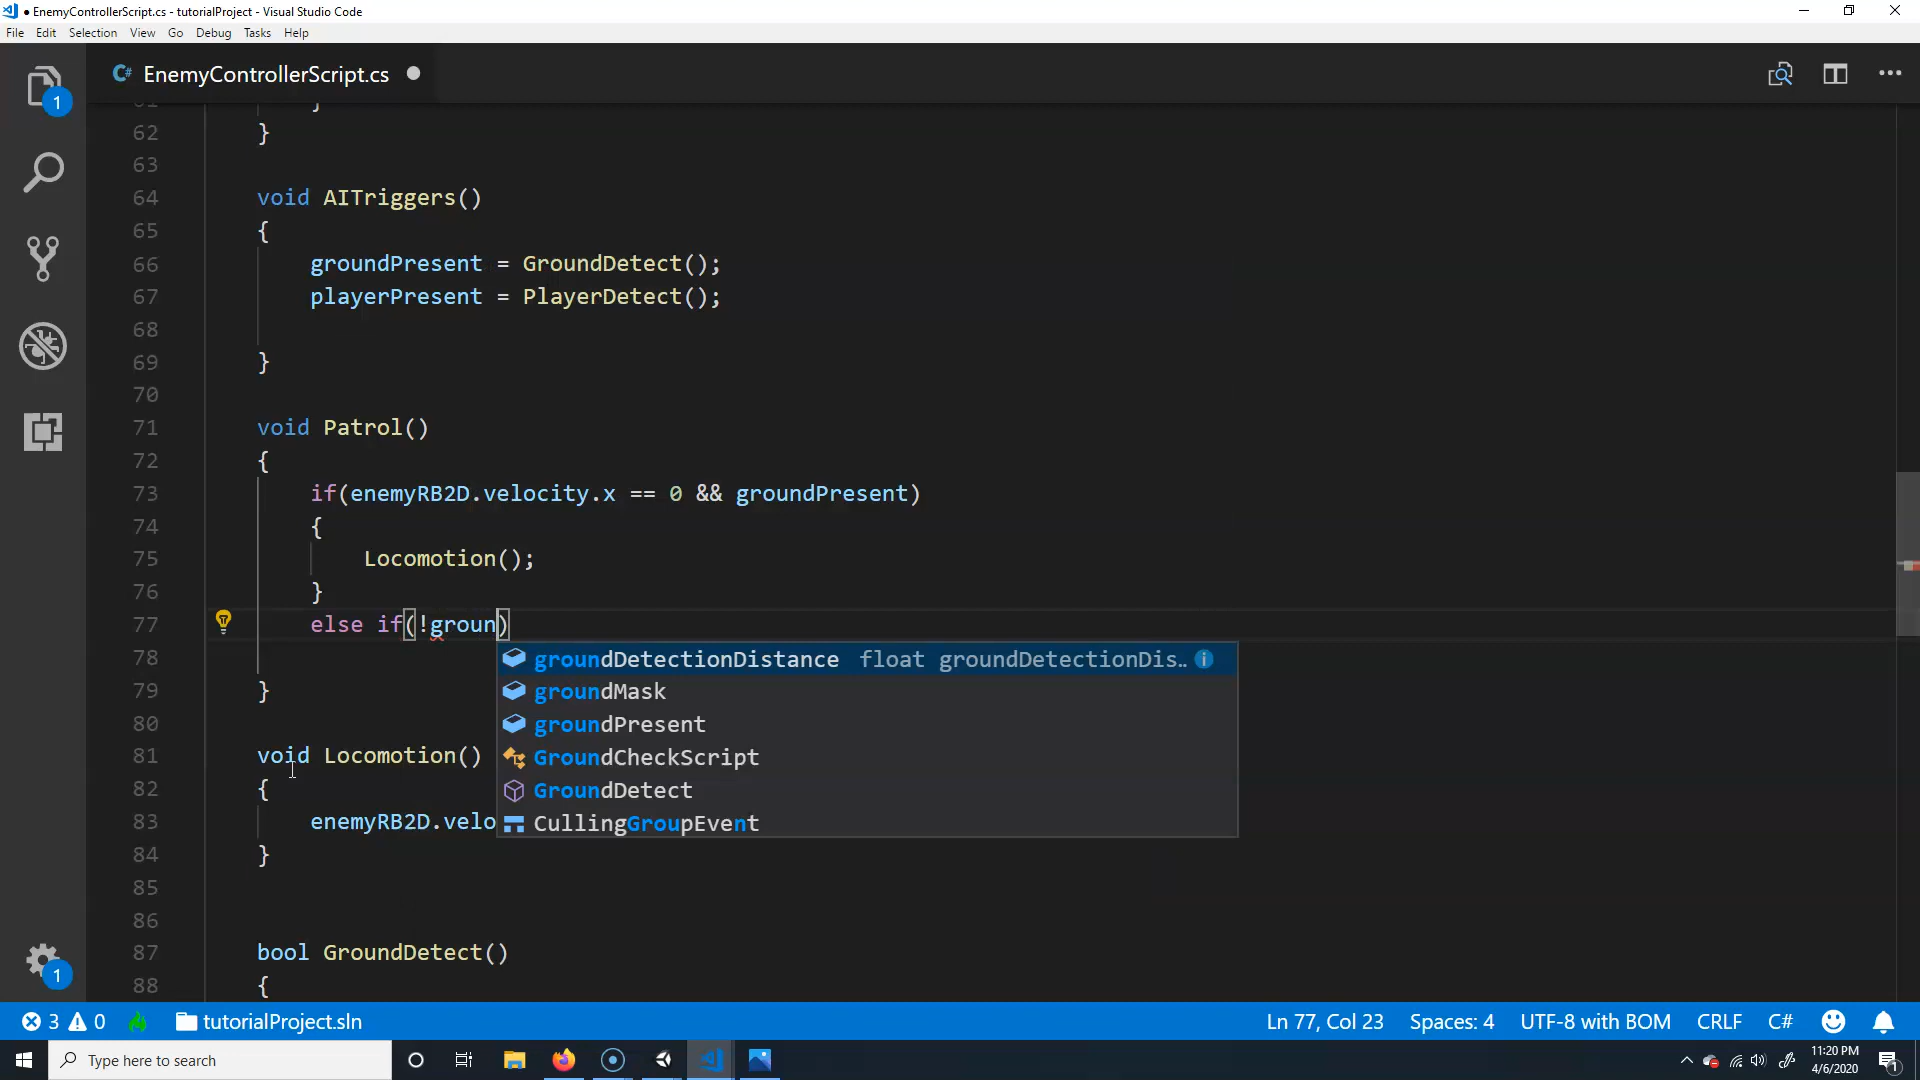 EnemyControllerScript.cs - tutorialProject - Visual Studio Code
File Edit Selection View Go Debug Tasks Help
C# EnemyControllerScript.cs
1
62 }
63
64 void AITriggers()
65 {
66 groundPresent = GroundDetect();
67 playerPresent = PlayerDetect();
68
69 }
70
71 void Patrol()
72 {
73 if(enemyRB2D.velocity.x == 0 && groundPresent)
74 {
75 Locomotion();
76 }
77 else if(!groun)
78 groundDetectionDistance float groundDetectionDis..
groundMask
79 }
80 groundPresent
81 void Locomotion() GroundCheckScript
82 { GroundDetect
83 enemyRB2D.velo CullingGroupEvent
84 }
85
86
87 bool GroundDetect()
88 {
1
3 0 tutorialProject.sln Ln 77, Col 23 Spaces: 4 UTF-8 with BOM CRLF C#
Type here to search 11:20 PM
4/6/2020 1